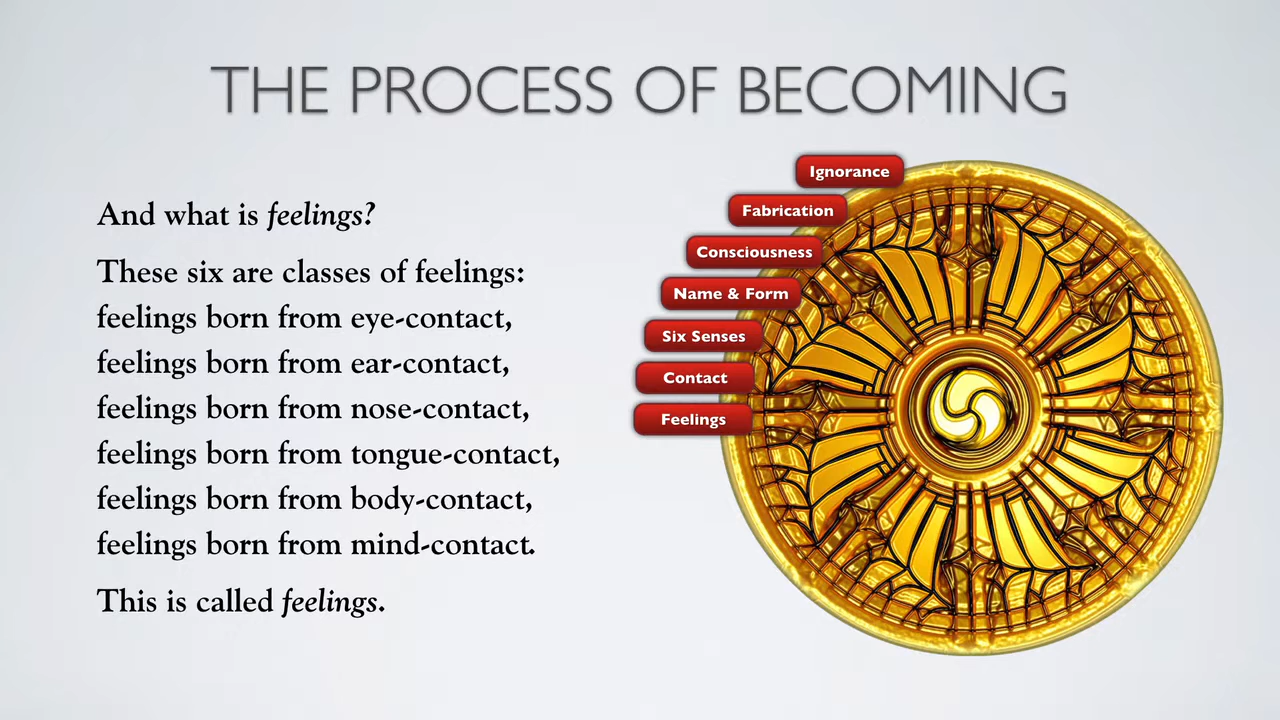 THE PROCESS OF BECOMING
And what is feelings?
These six are classes of feelings:
feelings born from eye-contact,
feelings born from ear-contact,
feelings born from nose-contact,
feelings born from tongue-contact,
feelings born from body-contact,
feelings born from mind-contact.
This is called feelings.
Ignorance
Fabrication
Consciousness
Name & Form
Six Senses
Contact
Feelings